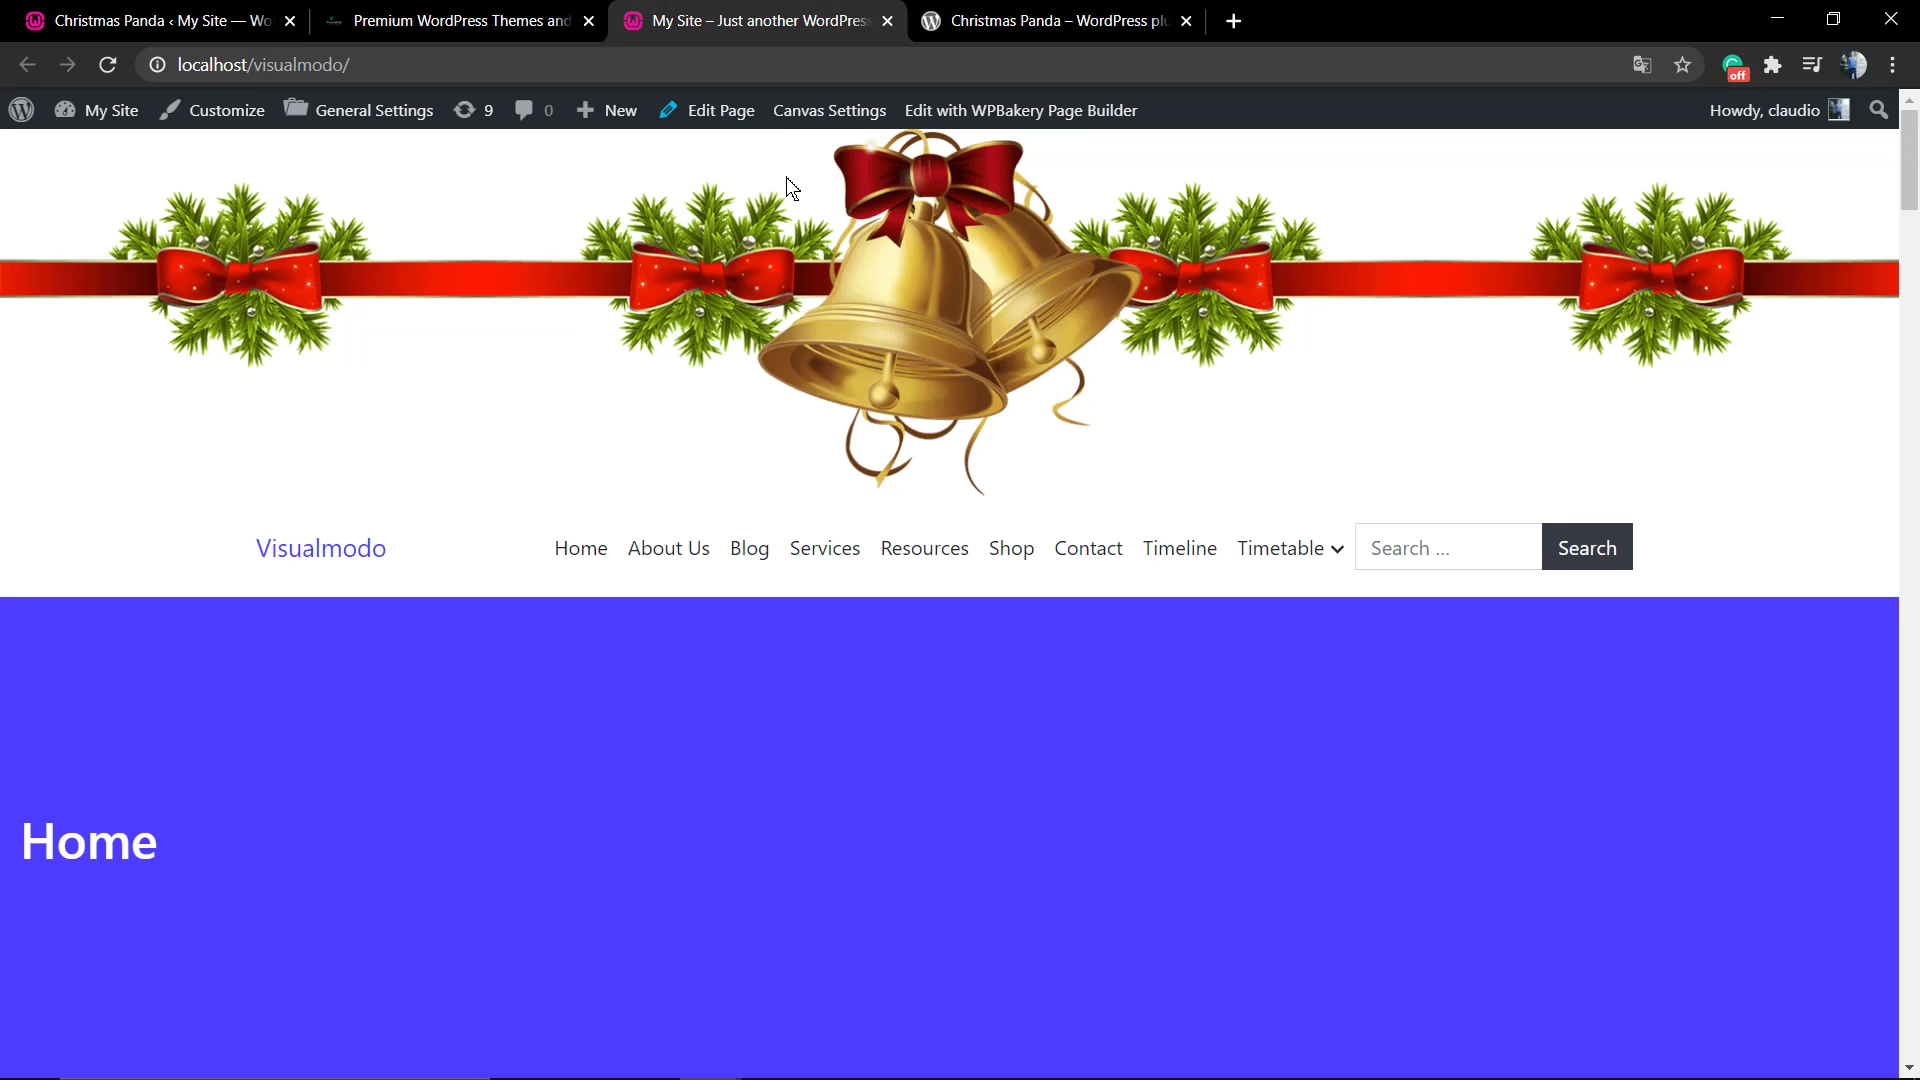 Christmas Panda ‹ My Site — Wo
Premium WordPress Themes and
My Site – Just another WordPress
Christmas Panda – WordPress plu
localhost/visualmodo/
off
My Site
Customize
General Settings
9
0
New
Edit Page
Canvas Settings
Edit with WPBakery Page Builder
Howdy, claudio
Visualmodo
Home
About Us
Blog
Services
Resources
Shop
Contact
Timeline
Timetable
Search ...
Search
Home